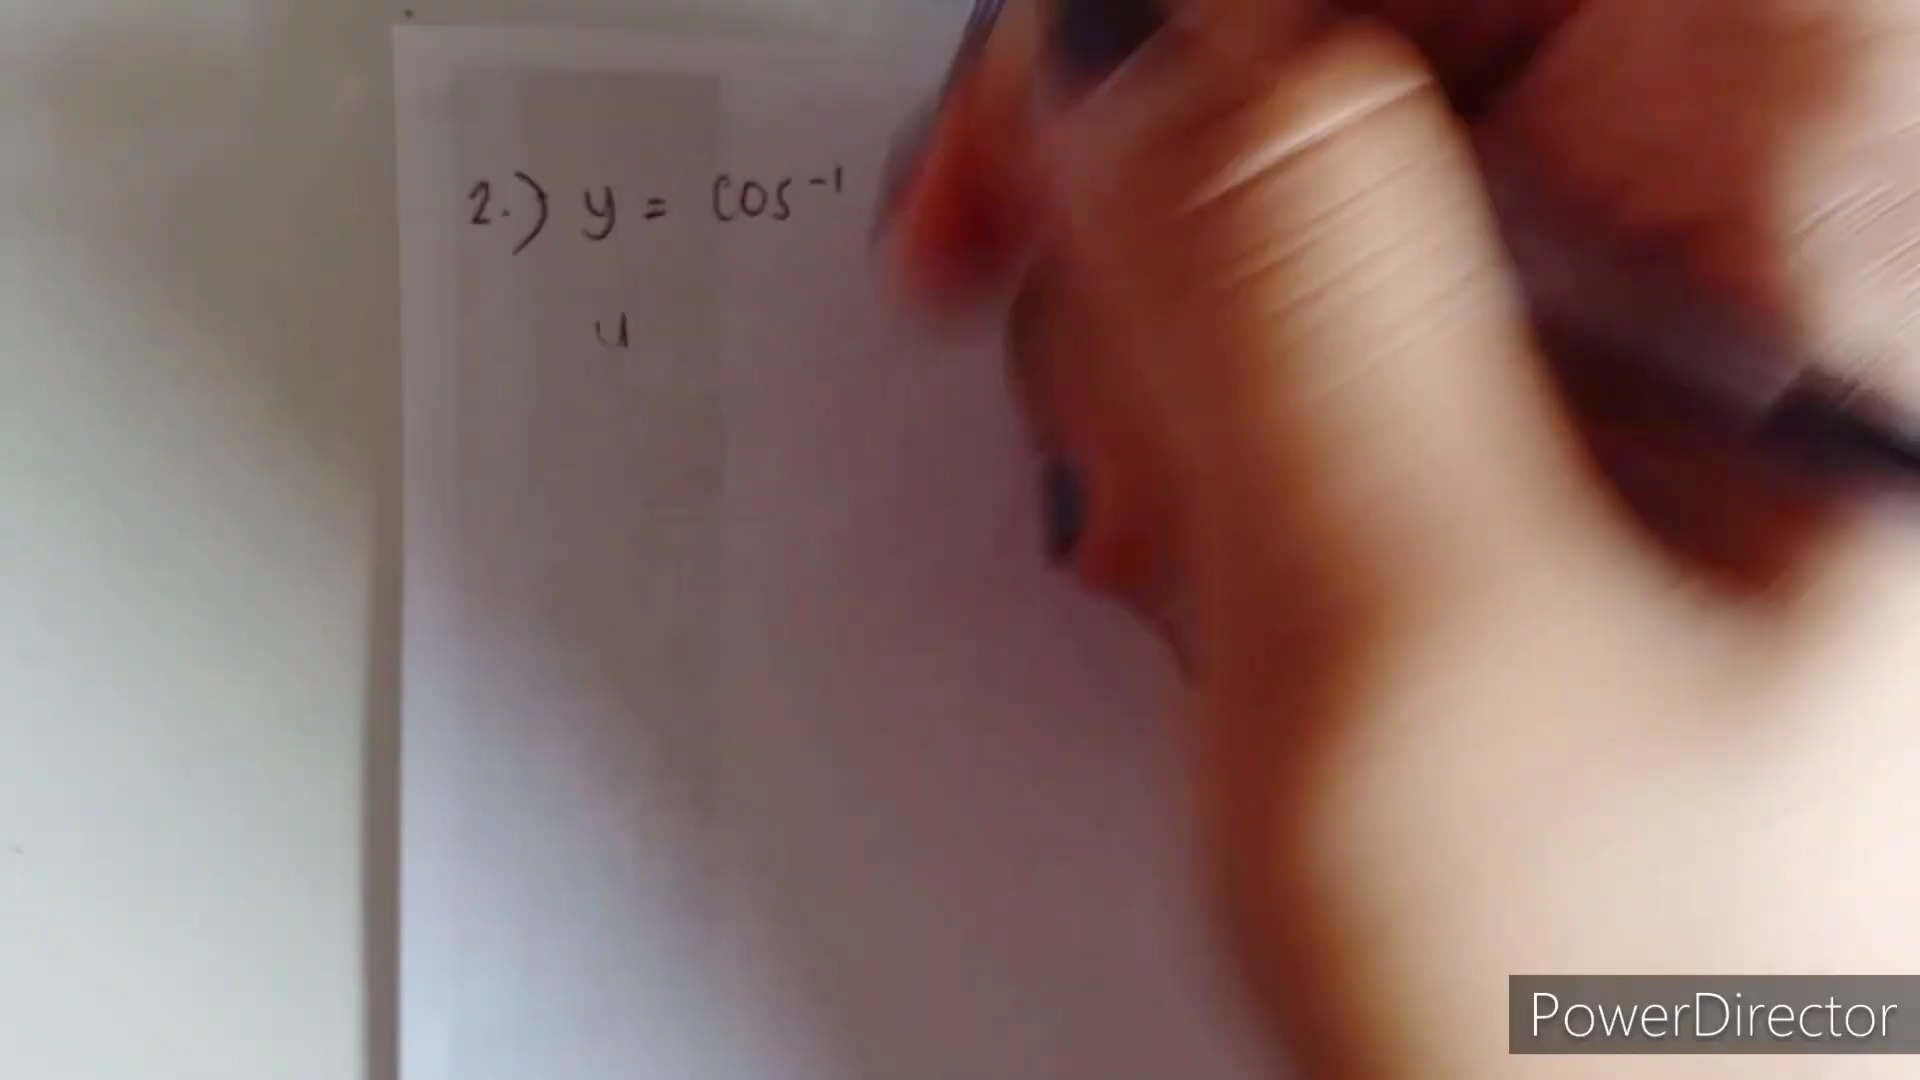 2.) y = cos⁻¹
u
PowerDirector